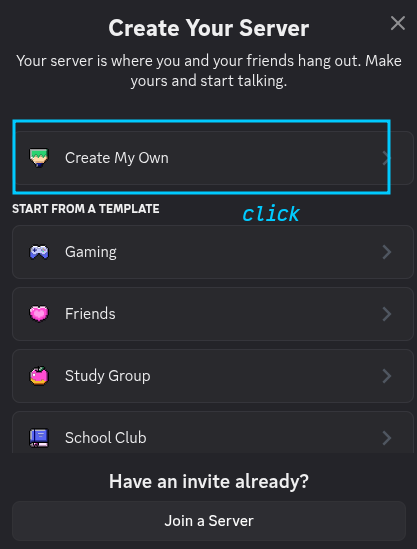 Create Your Server
Your server is where you and your friends hang out. Make
yours and start talking.
Create My Own
START FROM A TEMPLATE
click
Gaming
Friends
Study Group
School Club
Have an invite already?
Join a Server